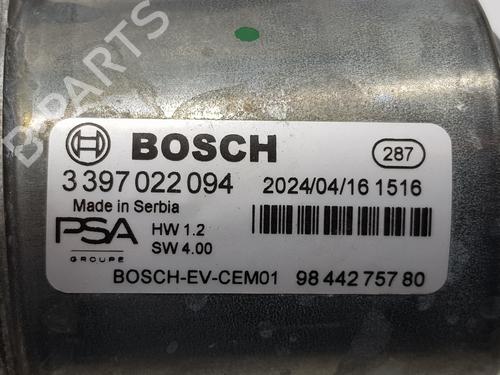 B-PARTS
BOSCH
287
3 397 022 094
2024/04/16 1516
Made in Serbia
PSA
GROUPE
HW 1.2
SW 4.00
BOSCH-EV-CEM01
98 442 757 80